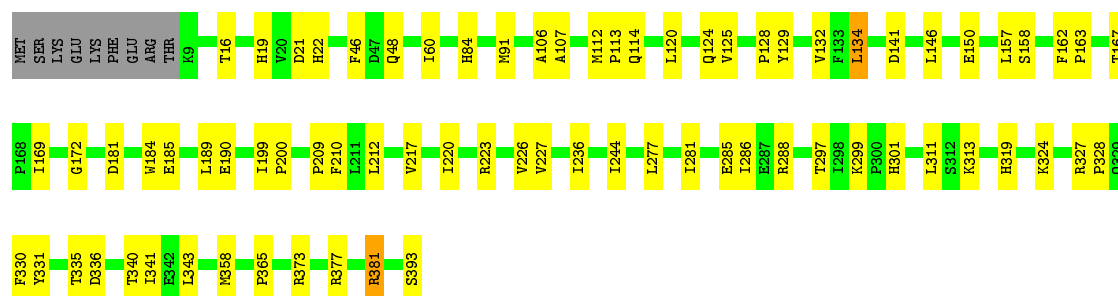 MET SER LYS GLU LYS PHE GLU ARG THR K9 T16 H19 V20 D21 H22 F46 D47 Q48 I60 H84 M91 A106 A107 M112 P113 Q114 L120 Q124 V125 P128 Y129 V132 F133 L134 D141 L146 E150 L157 S158 F162 P163 T167
P168 I169 G172 D181 W184 E185 L189 E190 I199 P200 P209 F210 L211 L212 V217 I220 R223 V226 V227 I236 I244 L277 I281 E285 I286 E287 R288 T297 I298 K299 P300 H301 L311 S312 K313 H319 K324 R327 P328
F330 Y331 T335 D336 T340 I341 E342 L343 M358 P365 R373 R377 R381 S393